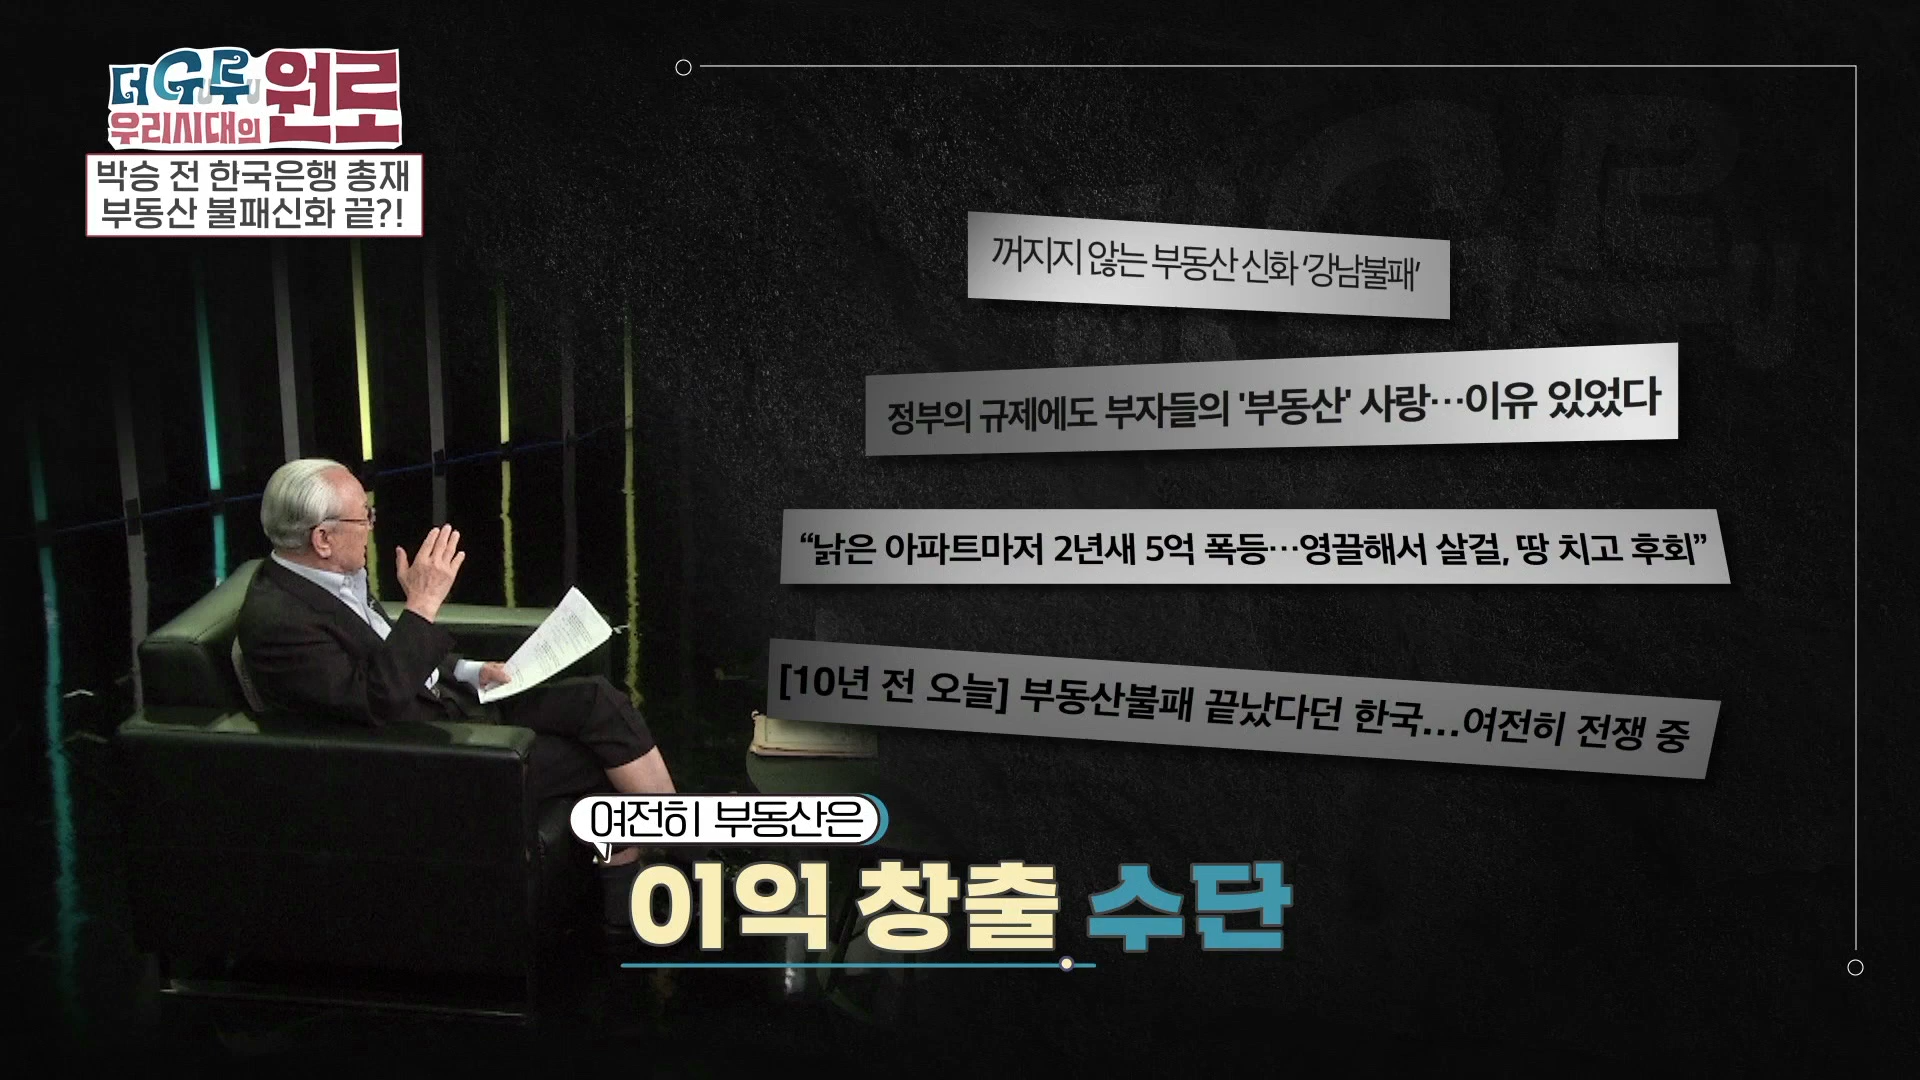 더 GURU 구루
우리시대의 원로
박승 전 한국은행 총재
부동산 불패신화 끝?!
꺼지지 않는 부동산 신화 '강남불패'
정부의 규제에도 부자들의 '부동산' 사랑…이유 있었다
“낡은 아파트마저 2년새 5억 폭등…영끌해서 살걸, 땅 치고 후회”
[10년 전 오늘] 부동산불패 끝났다던 한국...여전히 전쟁 중
여전히 부동산은
이익 창출 수단